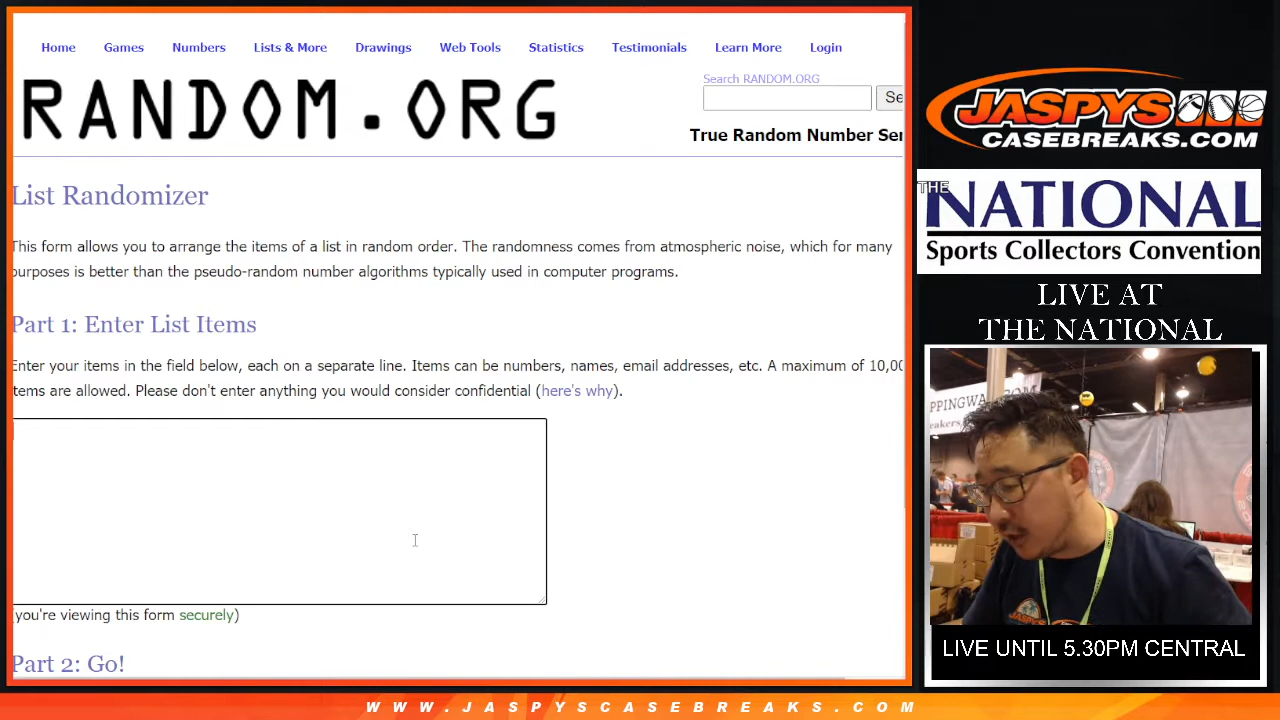 Home Games Numbers Lists & More Drawings Web Tools Statistics Testimonials Learn More Login
RANDOM.ORG
Search RANDOM.ORG
Se
True Random Number Ser
List Randomizer
This form allows you to arrange the items of a list in random order. The randomness comes from atmospheric noise, which for many
purposes is better than the pseudo-random number algorithms typically used in computer programs.
Part 1: Enter List Items
Enter your items in the field below, each on a separate line. Items can be numbers, names, email addresses, etc. A maximum of 10,00
items are allowed. Please don't enter anything you would consider confidential (here's why).
you're viewing this form securely)
Part 2: Go!
JASPYS
CASEBREAKS.COM
THE
NATIONAL
Sports Collectors Convention
LIVE AT
THE NATIONAL
PPINGWA
eakers.
JASPYS
LIVE UNTIL 5.30PM CENTRAL
WWW.JASPYSCASEBREAKS.COM